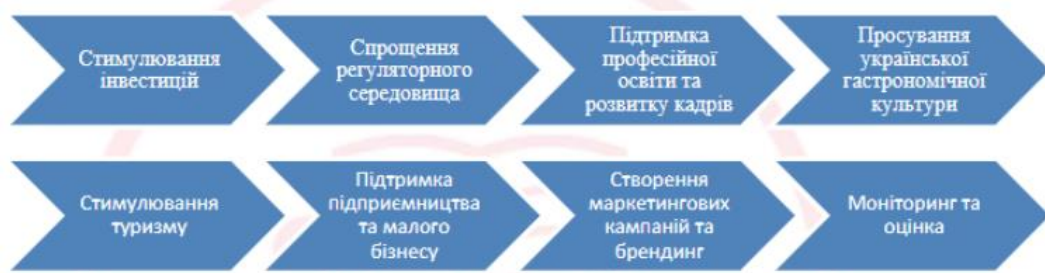 Стимулювання
інвестицій
Спрощення
регуляторного
середовища
Підтримка
професійної
освіти та
розвитку кадрів
Просування
української
гастрономічної
культури
Стимулювання
туризму
Підтримка
підприємництва
та малого
бізнесу
Створення
маркетингових
кампаній та
брендинг
Моніторинг та
оцінка